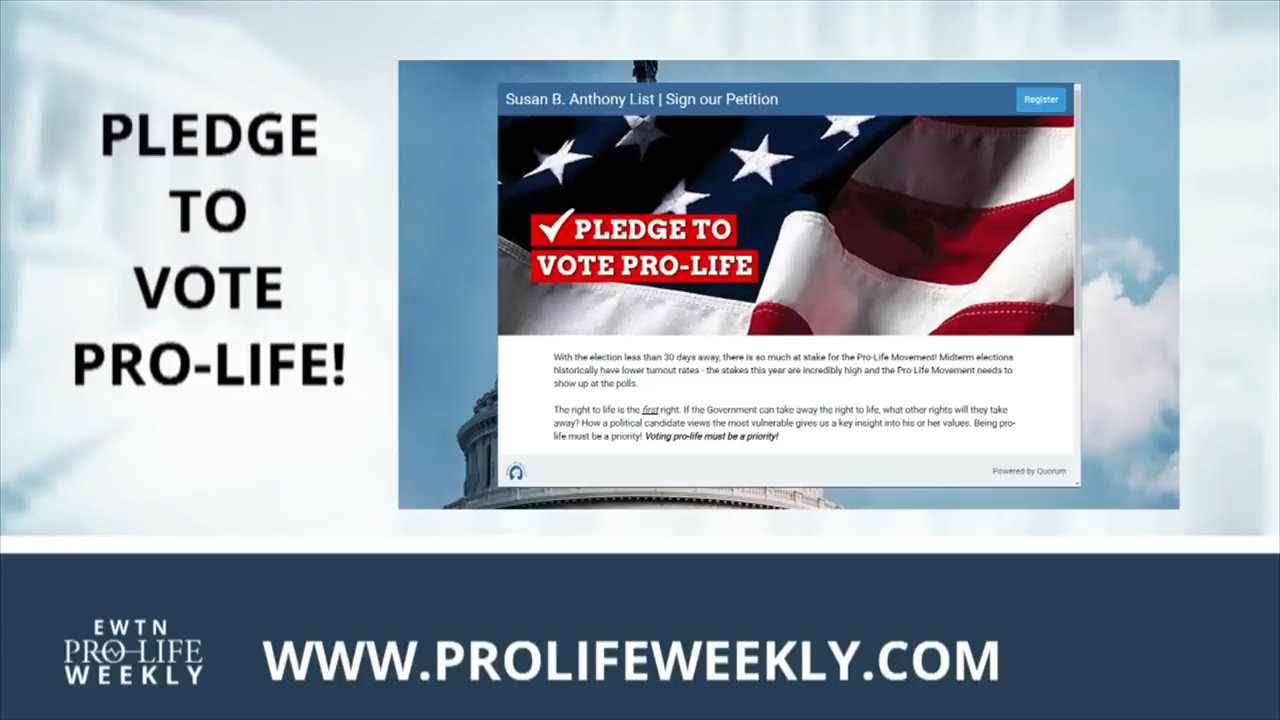 PLEDGE
TO
VOTE
PRO-LIFE!
Susan B. Anthony List | Sign our Petition
Register
PLEDGE TO
VOTE PRO-LIFE
With the election less than 30 days away, there is so much at stake for the Pro-Life Movement! Midterm elections
historically have lower turnout rates - the stakes this year are incredibly high and the Pro-Life Movement needs to
show up at the polls.
The right to life is the first right. If the Government can take away the right to life, what other rights will they take
away? How a political candidate views the most vulnerable gives us a key insight into his or her values. Being pro-
life must be a priority! Voting pro-life must be a priority!
Powered by Quorum
EWTN
PRO-LIFE
WEEKLY
WWW.PROLIFEWEEKLY.COM